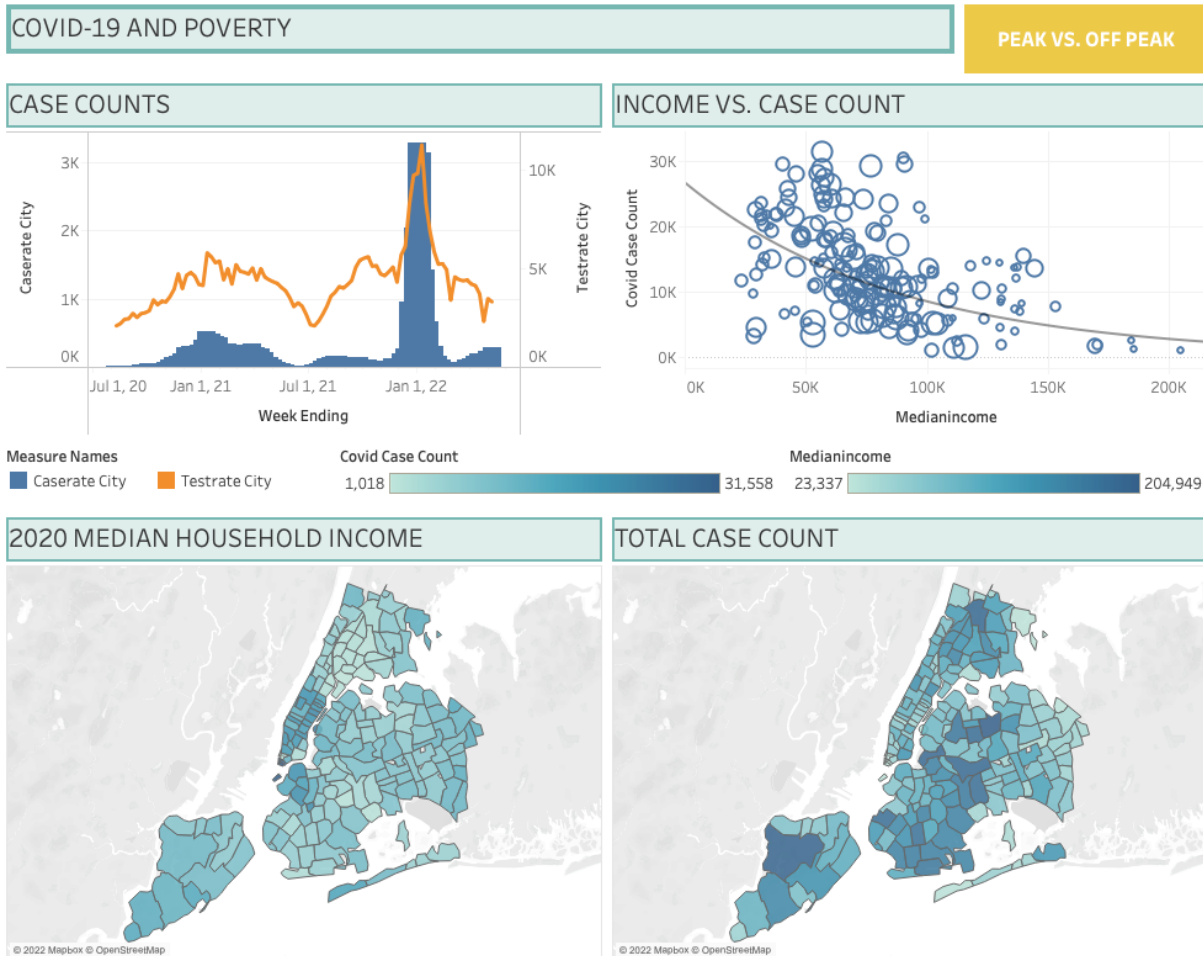 COVID-19 AND POVERTY
PEAK VS. OFF PEAK
CASE COUNTS
3K
2K
1K
0K
Caserate City
10K
5K
0K
Testrate City
Jul 1, 20 Jan 1, 21 Jul 1, 21 Jan 1, 22
Week Ending
INCOME VS. CASE COUNT
30K
20K
10K
0K
Covid Case Count
0K 50K 100K 150K 200K
Medianincome
Measure Names
Caserate City Testrate City
Covid Case Count
1,018 31,558
Medianincome
23,337 204,949
2020 MEDIAN HOUSEHOLD INCOME
© 2022 Mapbox © OpenStreetMap
TOTAL CASE COUNT
© 2022 Mapbox © OpenStreetMap